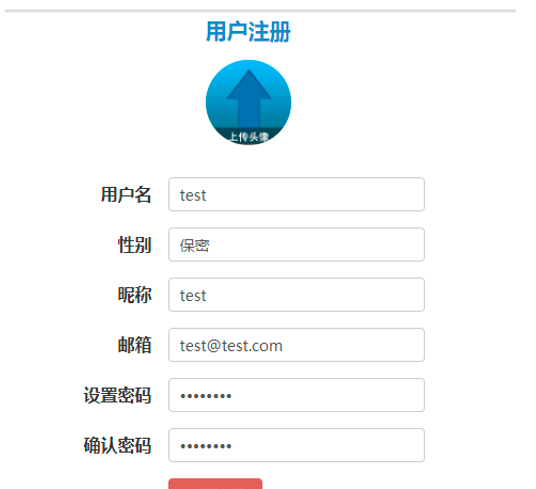 用户注册
上传头像
用户名 test
性别 保密
昵称 test
邮箱 test@test.com
设置密码 ••••••••
确认密码 ••••••••